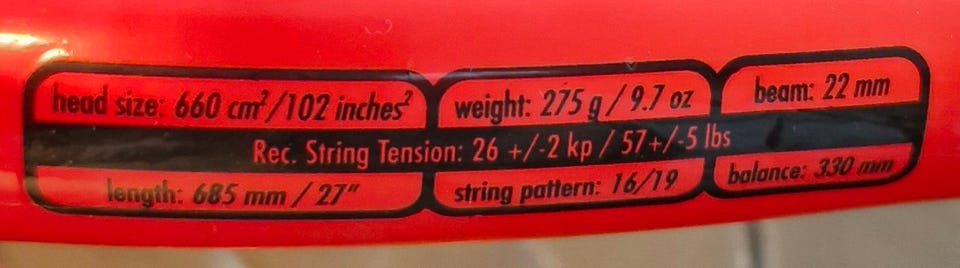 head size: 660 cm²/102 inches² weight: 275 g / 9.7 oz beam: 22 mm
Rec. String Tension: 26 +/-2 kp / 57+/-5 lbs
length: 685 mm / 27" string pattern: 16/19 balance: 330 mm